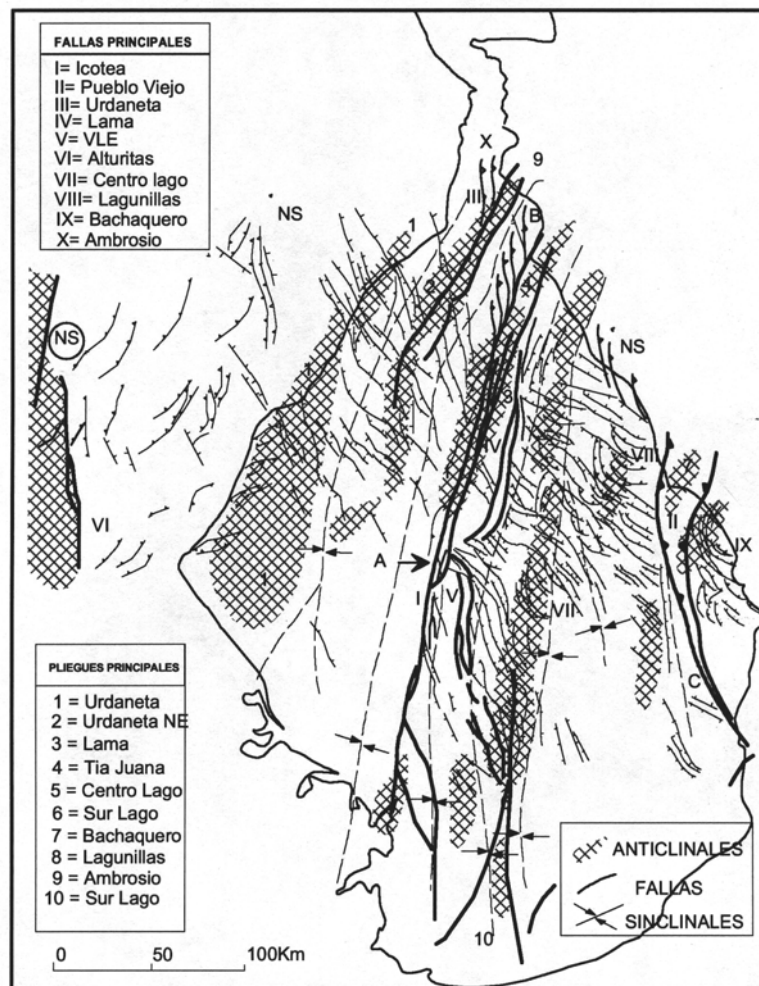 FALLAS PRINCIPALES
I= Icotea
II= Pueblo Viejo
III= Urdaneta
IV= Lama
V= VLE
VI= Alturitas
VII= Centro lago
VIII= Lagunillas
IX= Bachaquero
X= Ambrosio
X
9
III
B
NS
1
2
4
NS
NS
1
3
IV
VIII
II
IX
VI
A
1
I
V
VII
C
PLIEGUES PRINCIPALES
1 = Urdaneta
2 = Urdaneta NE
3 = Lama
4 = Tia Juana
5 = Centro Lago
6 = Sur Lago
7 = Bachaquero
8 = Lagunillas
9 = Ambrosio
10 = Sur Lago
ANTICLINALES
FALLAS
SINCLINALES
10
0 50 100Km